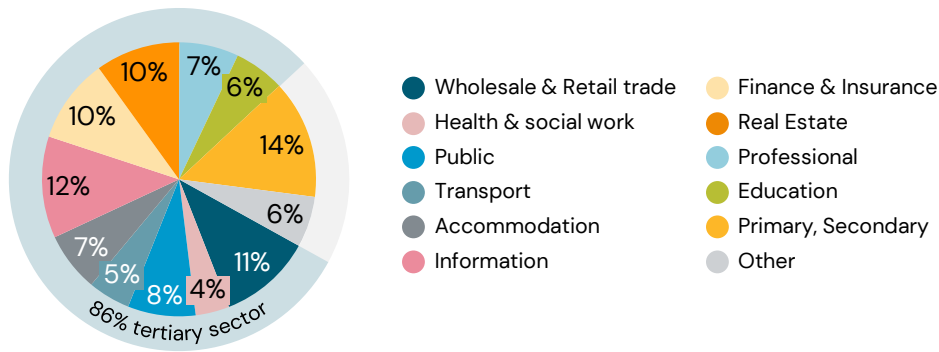 10%
7%
6%
10%
14%
12%
6%
7%
11%
5%
8%
4%
86% tertiary sector
Wholesale & Retail trade
Health & social work
Public
Transport
Accommodation
Information
Finance & Insurance
Real Estate
Professional
Education
Primary, Secondary
Other